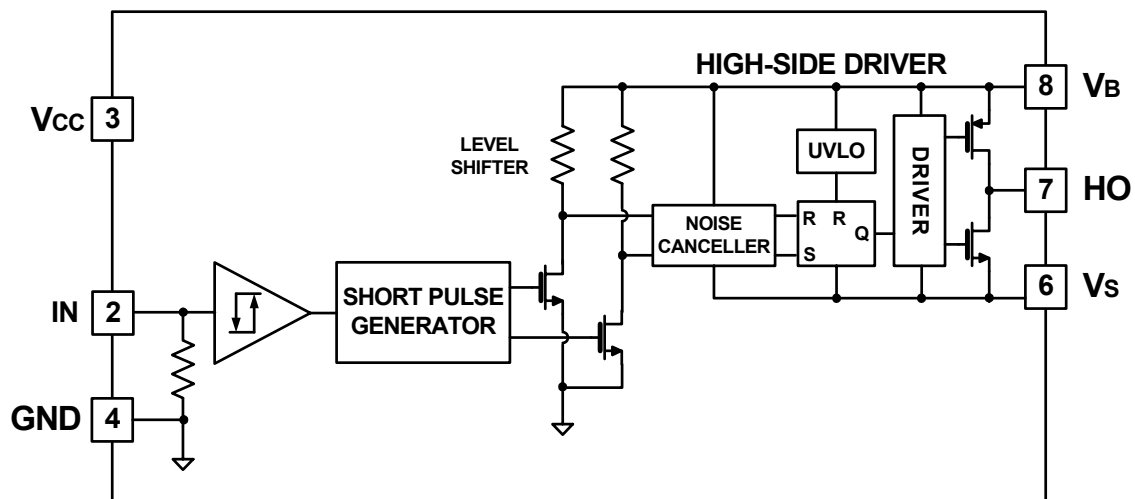 HIGH-SIDE DRIVER
8
VB
VCC
3
LEVEL
SHIFTER
UVLO
DRIVER
7
HO
NOISE
CANCELLER
R
R
S
Q
IN
2
SHORT PULSE
GENERATOR
6
VS
GND
4